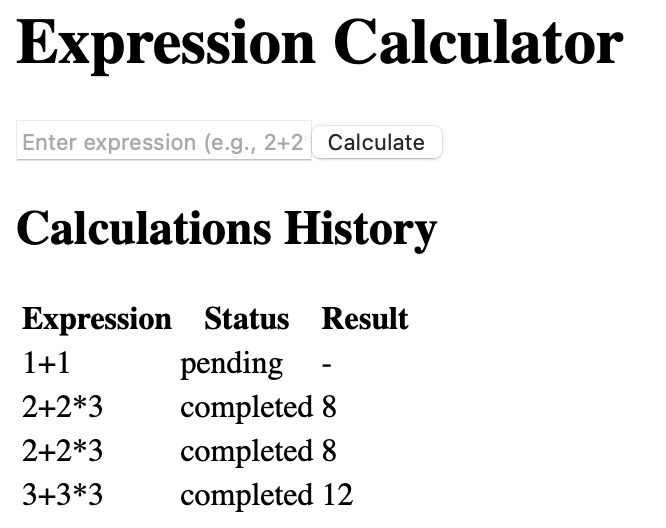 Expression Calculator
Enter expression (e.g., 2+2 Calculate
Calculations History
Expression Status Result
1+1 pending -
2+2*3 completed 8
2+2*3 completed 8
3+3*3 completed 12